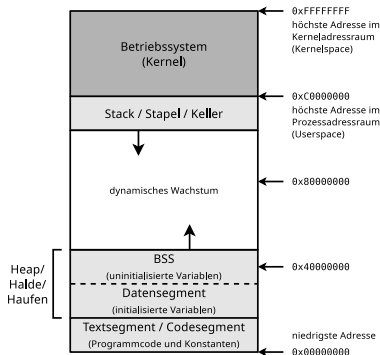 0xFFFFFFFF
höchste Adresse im
Kerneladressraum
(Kernelspace)
Betriebssystem
(Kernel)
0xC0000000
höchste Adresse im
Prozessadressraum
(Userspace)
Stack / Stapel / Keller
dynamisches Wachstum
0x80000000
Heap/
Halde/
Haufen
BSS
(uninitialisierte Variablen)
0x40000000
Datensegment
(initialisierte Variablen)
Textsegment / Codesegment
(Programmcode und Konstanten)
niedrigste Adresse
0x00000000